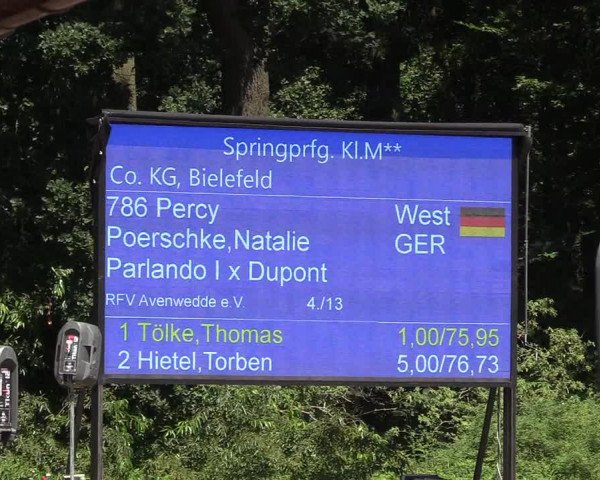 Springprfg. Kl.M**
Co. KG, Bielefeld
786 Percy West
Poerschke,Natalie GER
Parlando I x Dupont
RFV Avenwedde e.V. 4./13
1 Tölke,Thomas 1,00/75,95
2 Hietel,Torben 5,00/76,73